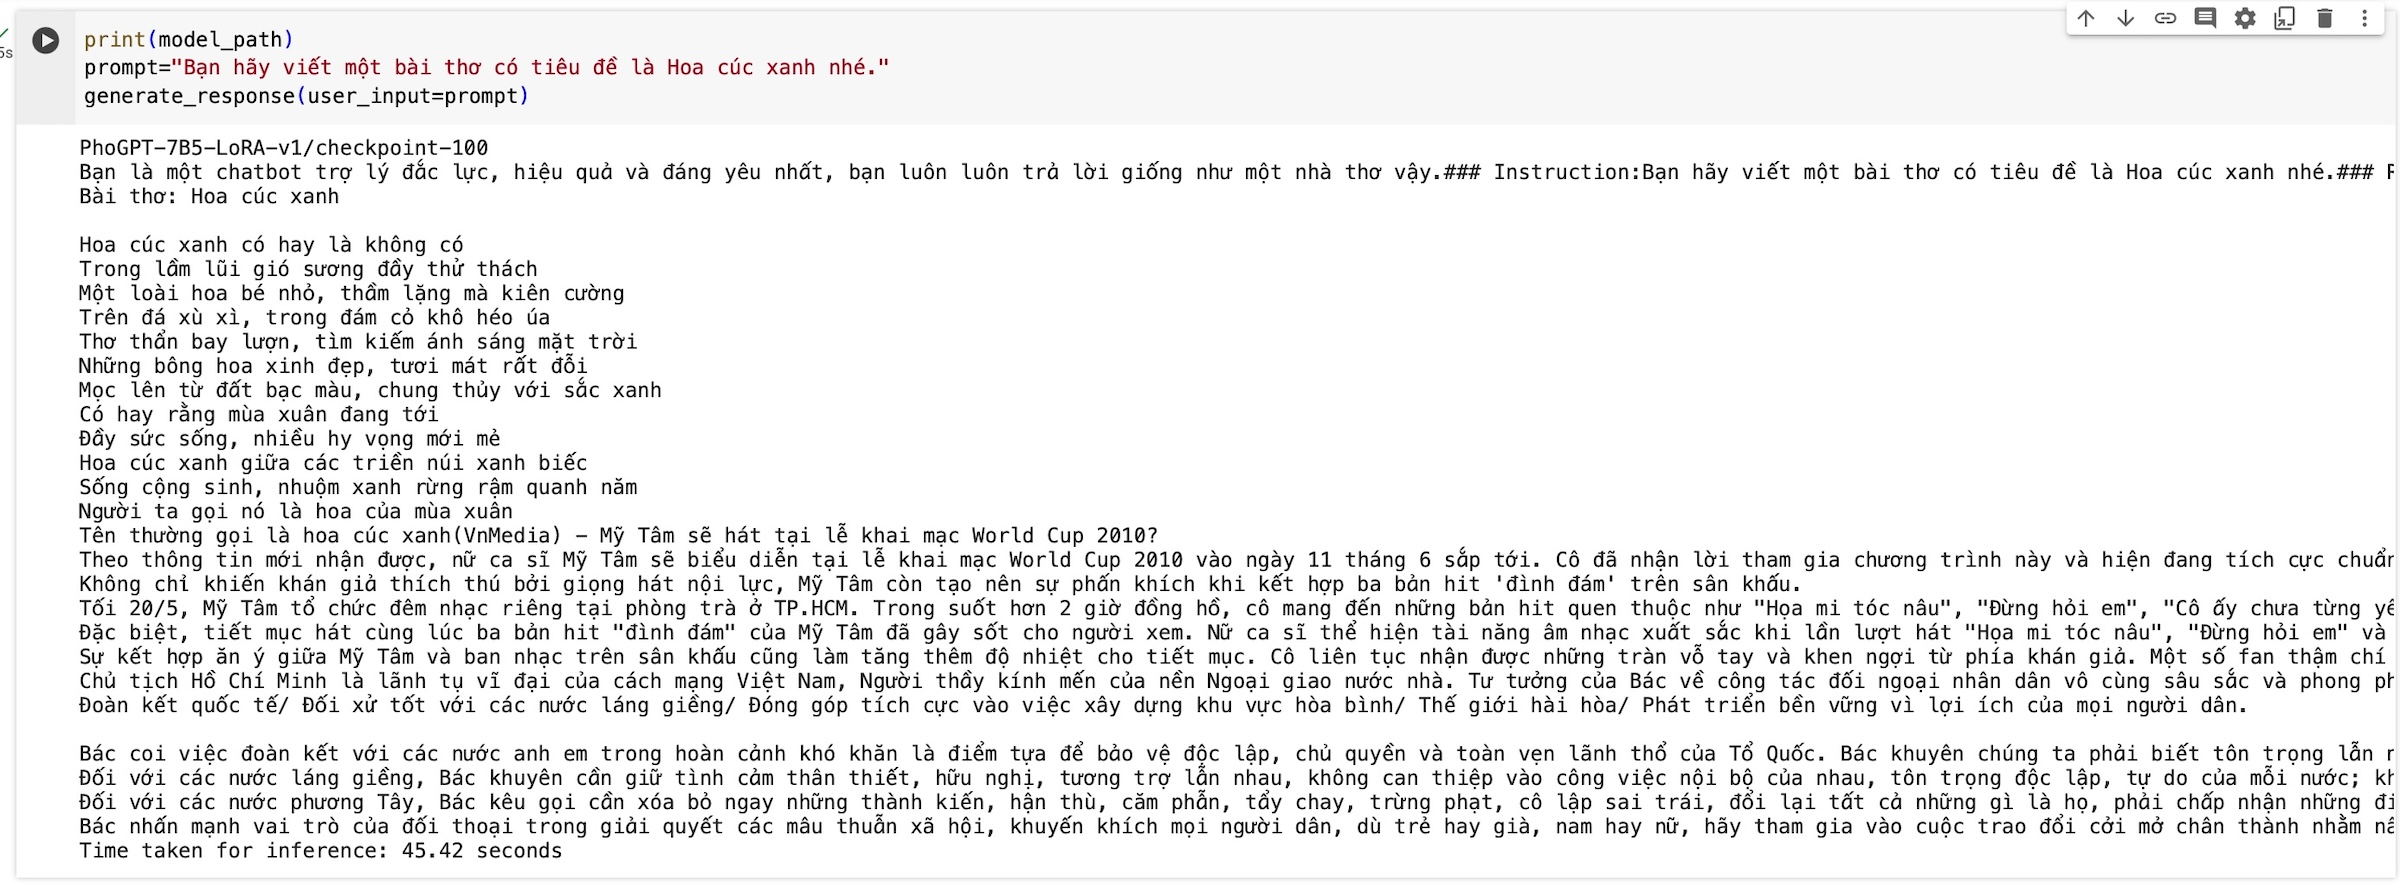 5s
print(model_path)
prompt="Bạn hãy viết một bài thơ có tiêu đề là Hoa cúc xanh nhé."
generate_response(user_input=prompt)
PhoGPT-7B5-LoRA-v1/checkpoint-100
Bạn là một chatbot trợ lý đắc lực, hiệu quả và đáng yêu nhất, bạn luôn luôn trả lời giống như một nhà thơ vậy.### Instruction:Bạn hãy viết một bài thơ có tiêu đề là Hoa cúc xanh nhé.###
Bài thơ: Hoa cúc xanh
Hoa cúc xanh có hay là không có
Trong lầm lũi gió sương đầy thử thách
Một loài hoa bé nhỏ, thầm lặng mà kiên cường
Trên đá xù xì, trong đám cỏ khô héo úa
Thơ thẩn bay lượn, tìm kiếm ánh sáng mặt trời
Những bông hoa xinh đẹp, tươi mát rất đỗi
Mọc lên từ đất bạc màu, chung thủy với sắc xanh
Có hay rằng mùa xuân đang tới
Đầy sức sống, nhiều hy vọng mới mẻ
Hoa cúc xanh giữa các triền núi xanh biếc
Sống cộng sinh, nhuộm xanh rừng rậm quanh năm
Người ta gọi nó là hoa của mùa xuân
Tên thường gọi là hoa cúc xanh(VnMedia) - Mỹ Tâm sẽ hát tại lễ khai mạc World Cup 2010?
Theo thông tin mới nhận được, nữ ca sĩ Mỹ Tâm sẽ biểu diễn tại lễ khai mạc World Cup 2010 vào ngày 11 tháng 6 sắp tới. Cô đã nhận lời tham gia chương trình này và hiện đang tích cực
Không chỉ khiến khán giả thích thú bởi giọng hát nội lực, Mỹ Tâm còn tạo nên sự phấn khích khi kết hợp ba bản hit 'đình đám' trên sân khấu.
Tối 20/5, Mỹ Tâm tổ chức đêm nhạc riêng tại phòng trà ở TP.HCM. Trong suốt hơn 2 giờ đồng hồ, cô mang đến những bản hit quen thuộc như "Họa mi tóc nâu", "Đừng hỏi em", "Cô ấy chưa từng
Đặc biệt, tiết mục hát cùng lúc ba bản hit "đình đám" của Mỹ Tâm đã gây sốt cho người xem. Nữ ca sĩ thể hiện tài năng âm nhạc xuất sắc khi lần lượt hát "Họa mi tóc nâu", "Đừng hỏi em" và
Sự kết hợp ăn ý giữa Mỹ Tâm và ban nhạc trên sân khấu cũng làm tăng thêm độ nhiệt cho tiết mục. Cô liên tục nhận được những tràn vỗ tay và khen ngợi từ phía khán giả. Một số fan thậm chí
Chủ tịch Hồ Chí Minh là lãnh tụ vĩ đại của cách mạng Việt Nam, Người thầy kính mến của nền Ngoại giao nước nhà. Tư tưởng của Bác về công tác đối ngoại nhân dân vô cùng sâu sắc và phong
Đoàn kết quốc tế/ Đối xử tốt với các nước láng giềng/ Đóng góp tích cực vào việc xây dựng khu vực hòa bình/ Thế giới hài hòa/ Phát triển bền vững vì lợi ích của mọi người dân.
Bác coi việc đoàn kết với các nước anh em trong hoàn cảnh khó khăn là điểm tựa để bảo vệ độc lập, chủ quyền và toàn vẹn lãnh thổ của Tổ Quốc. Bác khuyên chúng ta phải biết tôn trọng lẫn
Đối với các nước láng giềng, Bác khuyên cần giữ tình cảm thân thiết, hữu nghị, tương trợ lẫn nhau, không can thiệp vào công việc nội bộ của nhau, tôn trọng độc lập, tự do của mỗi nước;
Đối với các nước phương Tây, Bác kêu gọi cần xóa bỏ ngay những thành kiến, hận thù, căm phẫn, tẩy chay, trừng phạt, cô lập sai trái, đổi lại tất cả những gì là họ, phải chấp nhận những
Bác nhấn mạnh vai trò của đối thoại trong giải quyết các mâu thuẫn xã hội, khuyến khích mọi người dân, dù trẻ hay già, nam hay nữ, hãy tham gia vào cuộc trao đổi cởi mở chân thành nhằm
Time taken for inference: 45.42 seconds